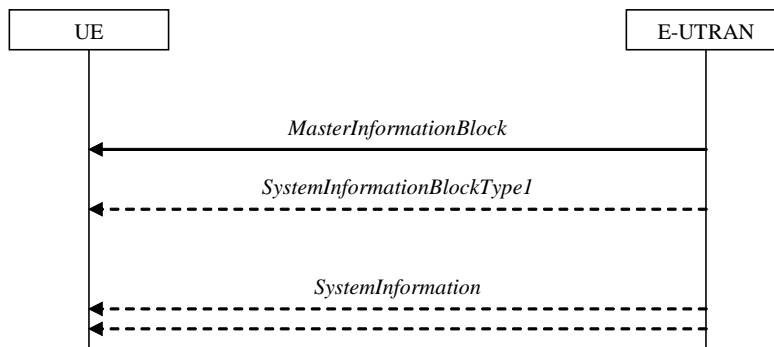 UE
E-UTRAN
MasterInformationBlock
SystemInformationBlockType1
SystemInformation